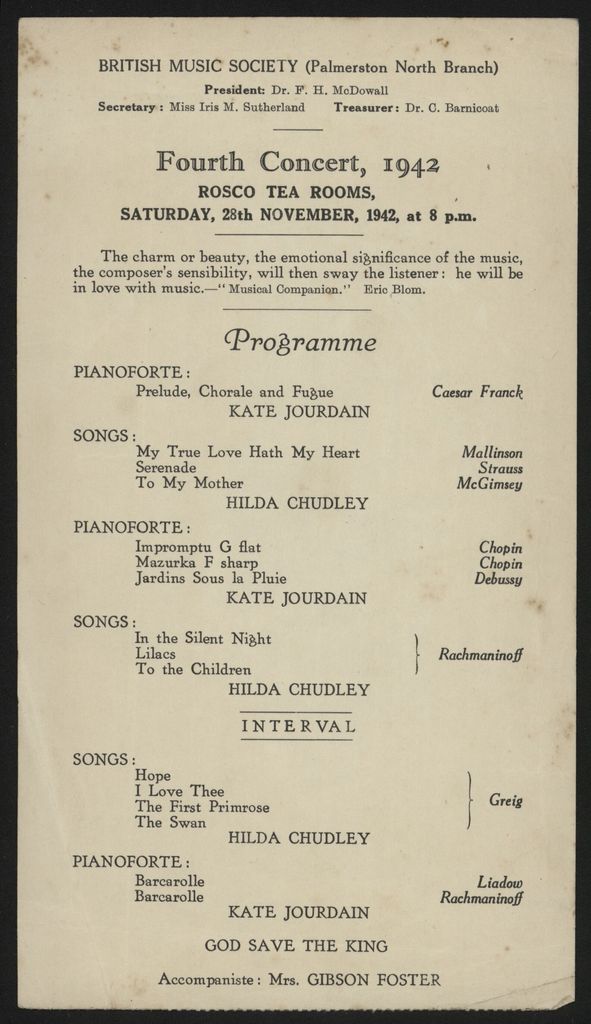 BRITISH MUSIC SOCIETY (Palmerston North Branch)
President: Dr. F. H. McDowall
Secretary : Miss Iris M. Sutherland Treasurer : Dr. C. Barnicoat
Fourth Concert, 1942
ROSCO TEA ROOMS,
SATURDAY, 28th NOVEMBER, 1942, at 8 p.m.
The charm or beauty, the emotional significance of the music,
the composer's sensibility, will then sway the listener : he will be
in love with music.—“ Musical Companion.” Eric Blom.
Programme
PIANOFORTE :
Prelude, Chorale and Fugue Caesar Franck
KATE JOURDAIN
SONGS :
My True Love Hath My Heart Mallinson
Serenade Strauss
To My Mother McGimsey
HILDA CHUDLEY
PIANOFORTE :
Impromptu G flat Chopin
Mazurka F sharp Chopin
Jardins Sous la Pluie Debussy
KATE JOURDAIN
SONGS :
In the Silent Night
Lilacs } Rachmaninoff
To the Children
HILDA CHUDLEY
INTERVAL
SONGS :
Hope
I Love Thee } Greig
The First Primrose
The Swan
HILDA CHUDLEY
PIANOFORTE :
Barcarolle Liadow
Barcarolle Rachmaninoff
KATE JOURDAIN
GOD SAVE THE KING
Accompaniste : Mrs. GIBSON FOSTER